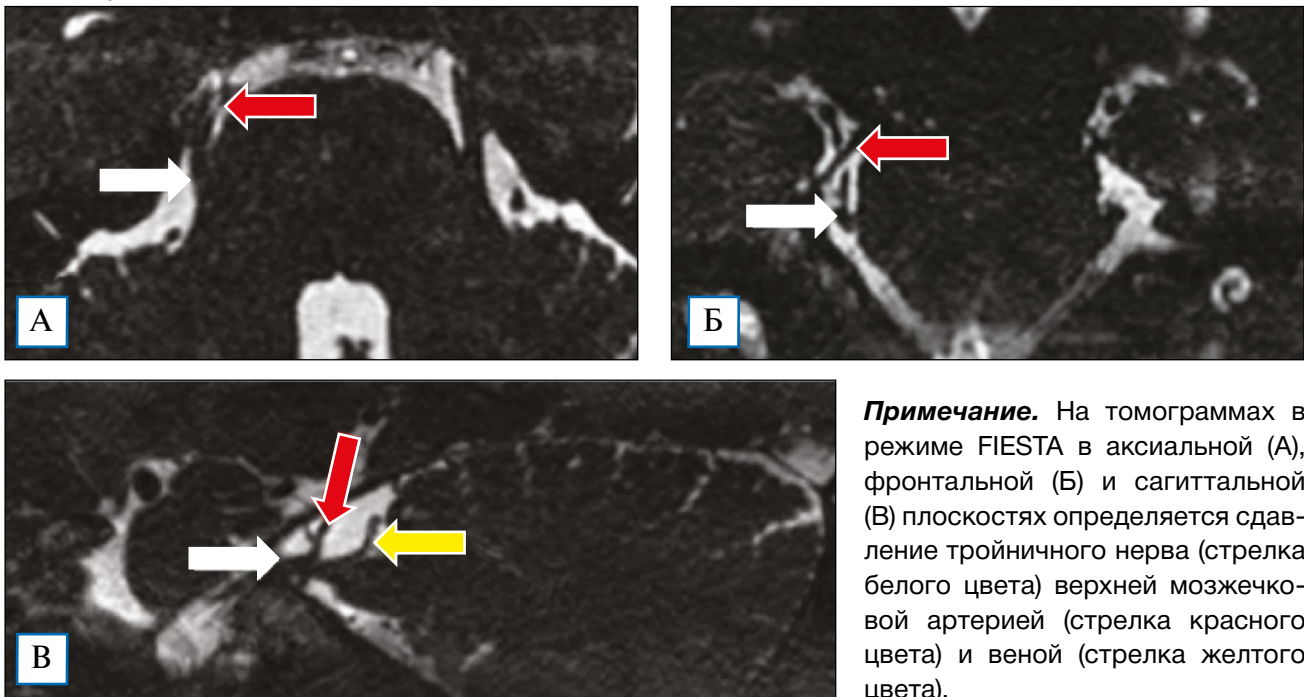 А
Б
В
Примечание. На томограммах в
режиме FIESTA в аксиальной (А),
фронтальной (Б) и сагиттальной
(В) плоскостях определяется сдав-
ление тройничного нерва (стрелка
белого цвета) верхней мозжечко-
вой артерией (стрелка красного
цвета) и веной (стрелка желтого
цвета).